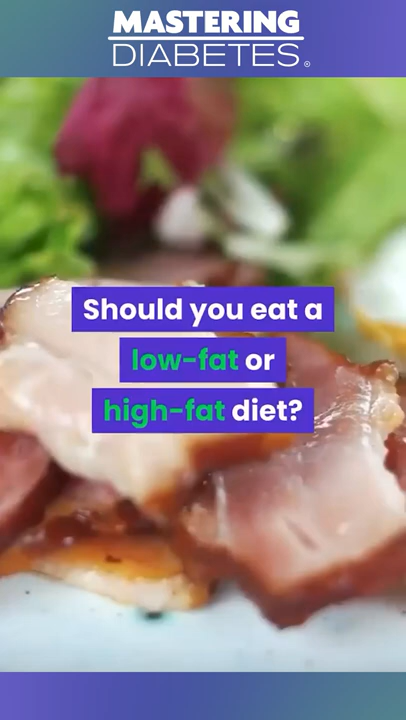 MASTERING
DIABETES®
Should you eat a
low-fat or
high-fat diet?